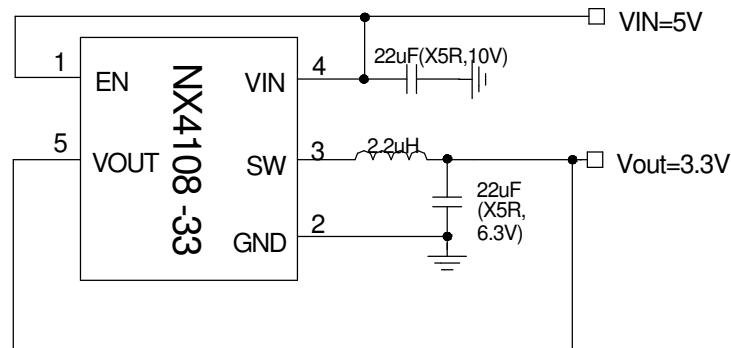 VIN=5V
1
EN
VIN
4
22uF(X5R,10V)
NX4108 -33
5
VOUT
SW
3
2.2uH
Vout=3.3V
22uF
(X5R,
6.3V)
GND
2